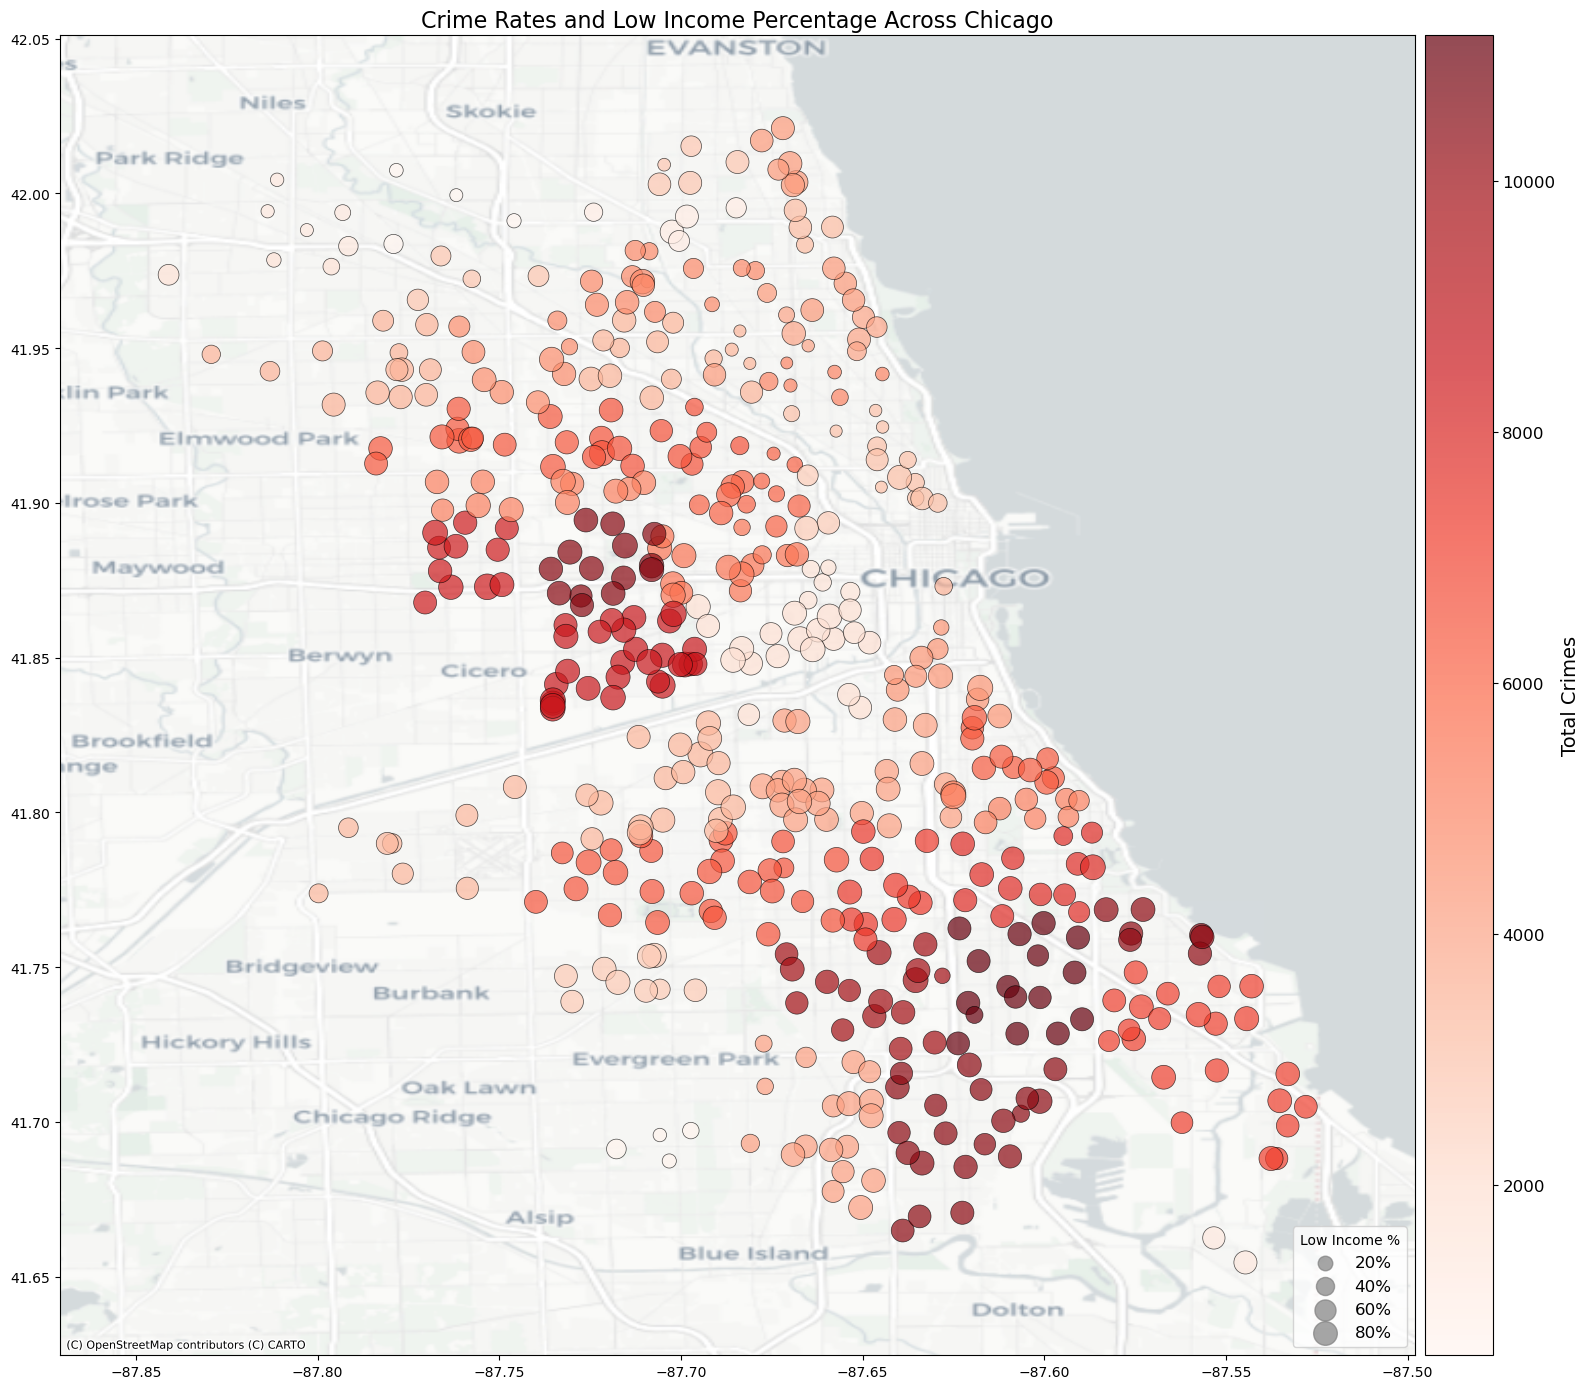 Crime Rates and Low Income Percentage Across Chicago
42.05
42.00
41.95
41.90
41.85
41.80
41.75
41.70
41.65
−87.85
−87.80
−87.75
−87.70
−87.65
−87.60
−87.55
−87.50
EVANSTON
Niles
Skokie
Park Ridge
klin Park
Elmwood Park
lrose Park
Maywood
CHICAGO
Berwyn
Cicero
Brookfield
ange
Bridgeview
Burbank
Hickory Hills
Evergreen Park
Oak Lawn
Chicago Ridge
Alsip
Blue Island
Dolton
Low Income %
20%
40%
60%
80%
(C) OpenStreetMap contributors (C) CARTO
10000
8000
6000
4000
2000
Total Crimes